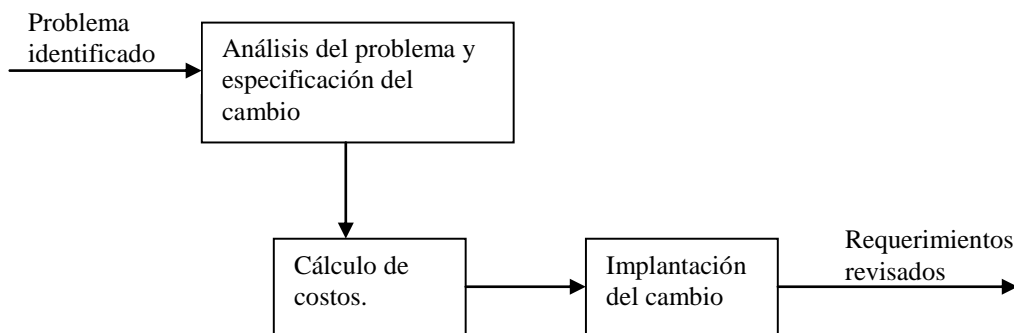 Problema
identificado
Análisis del problema y
especificación del
cambio
Cálculo de
costos.
Implantación
del cambio
Requerimientos
revisados